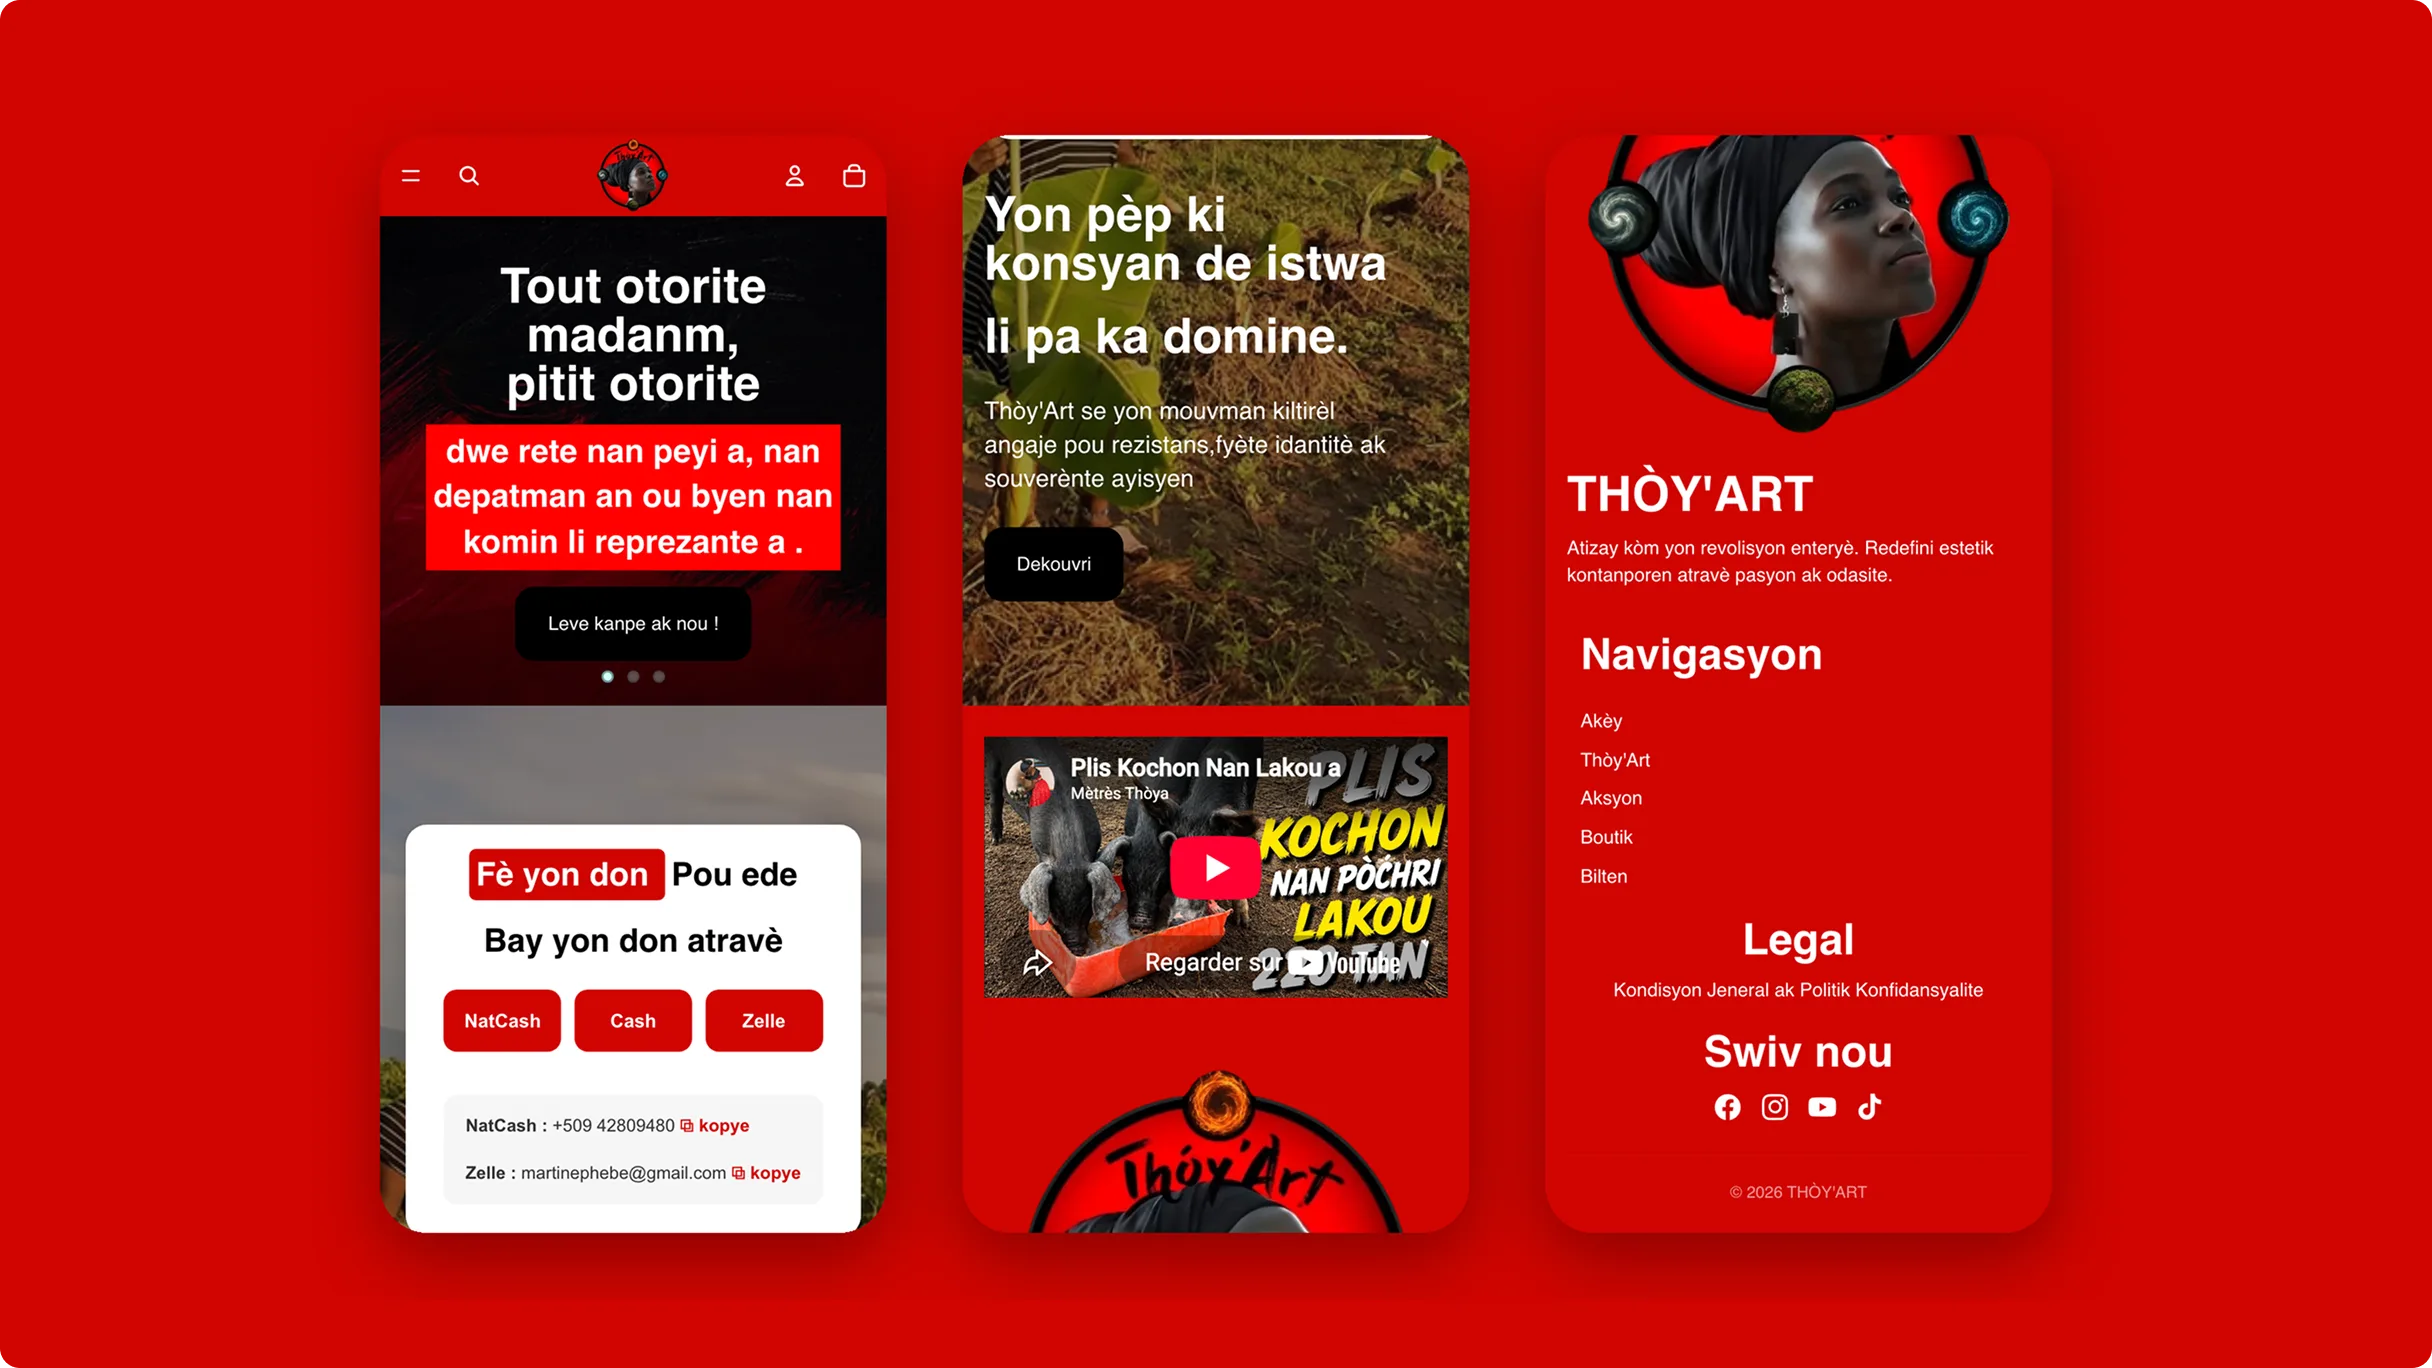 Thòy'Art
Tout otorite
madanm,
pitit otorite
dwe rete nan peyi a, nan
depatman an ou byen nan
komin li reprezante a .
Leve kanpe ak nou !
Fè yon don Pou ede
Bay yon don atravè
NatCash
Cash
Zelle
NatCash : +509 42809480 kopye
Zelle : martinephebe@gmail.com kopye
Yon pèp ki
konsyan de istwa
li pa ka domine.
Thòy'Art se yon mouvman kiltirèl
angaje pou rezistans,fyète idantitè ak
souverènte ayisyen
Dekouvri
Plis Kochon Nan Lakou a
Mètrès Thòya
PLIS
KOCHON
NAN PÒCHRI
LAKOU
220 TAN
Regarder sur YouTube
Thóy'Art
THÒY'ART
Atizay kòm yon revolisyon enteryè. Redefini estetik
kontanporen atravè pasyon ak odasite.
Navigasyon
Akèy
Thòy'Art
Aksyon
Boutik
Bilten
Legal
Kondisyon Jeneral ak Politik Konfidansyalite
Swiv nou
© 2026 THÒY'ART